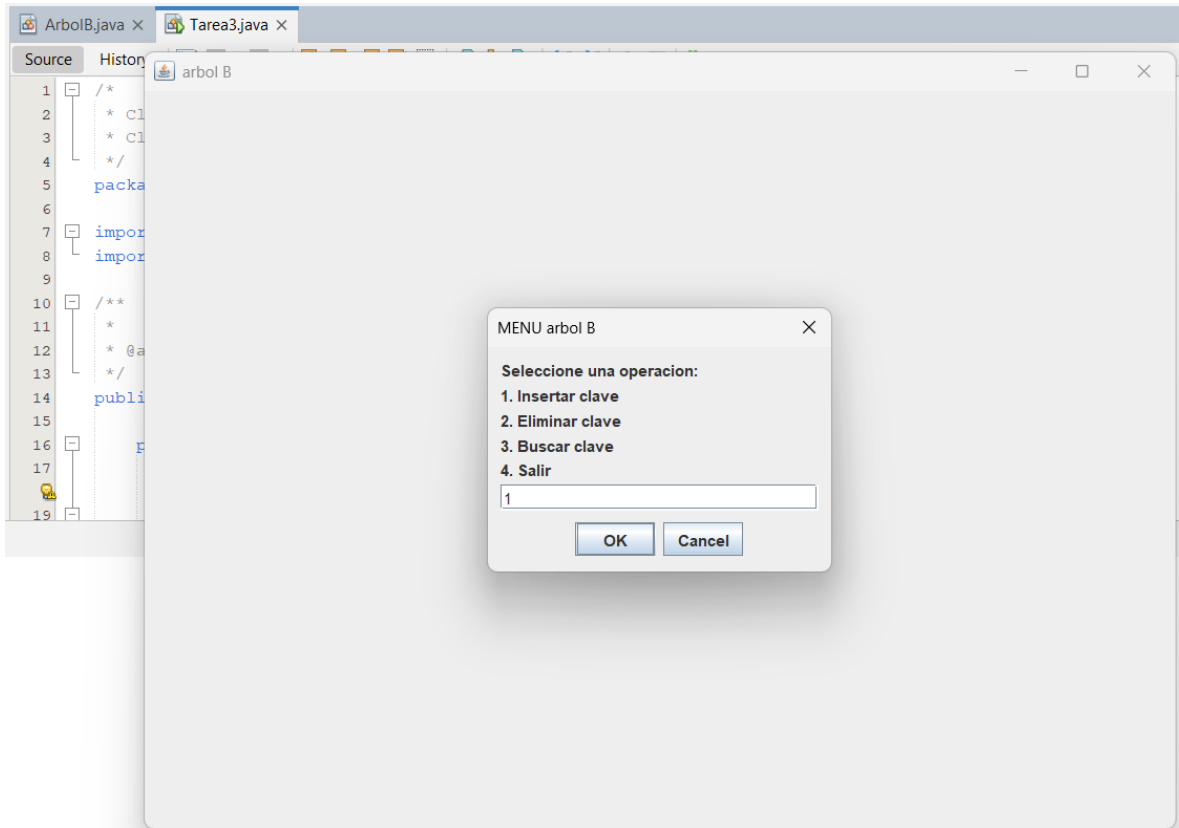 ArbolB.java
Tarea3.java
Source History
arbol B
1 /*
2 * Cl
3 * Cl
4 */
5 packa
6
7 impor
8 impor
9
10 /**
11 *
12 * @a
13 */
14 publi
15
16 p
17
19
MENU arbol B
Seleccione una operacion:
1. Insertar clave
2. Eliminar clave
3. Buscar clave
4. Salir
1
OK Cancel